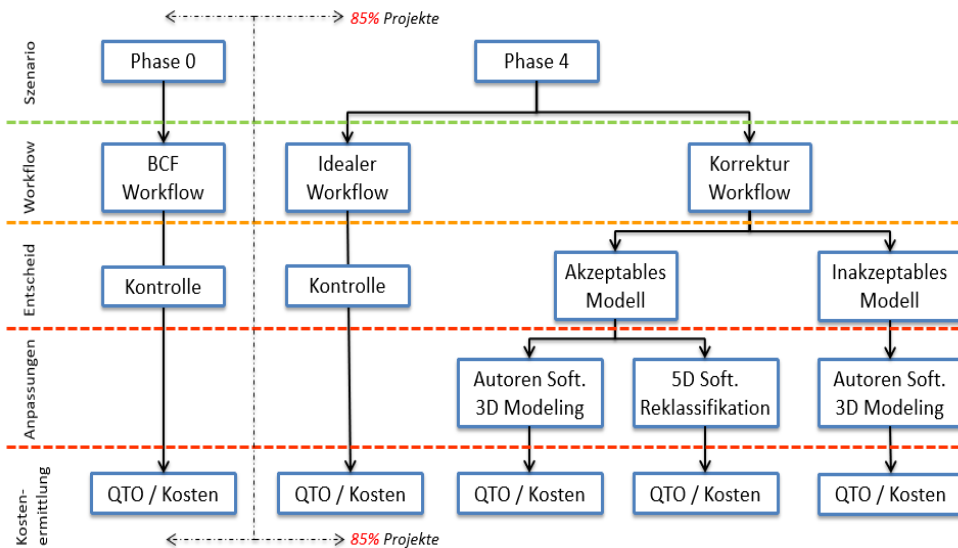 85% Projekte
Szenario
Phase 0
Phase 4
Workflow
BCF
Workflow
Idealer
Workflow
Korrektur
Workflow
Entscheid
Kontrolle
Kontrolle
Akzeptables
Modell
Inakzeptables
Modell
Anpassungen
Autoren Soft.
3D Modeling
5D Soft.
Reklassifikation
Autoren Soft.
3D Modeling
Kosten-
ermittlung
QTO / Kosten
QTO / Kosten
QTO / Kosten
QTO / Kosten
QTO / Kosten
85% Projekte